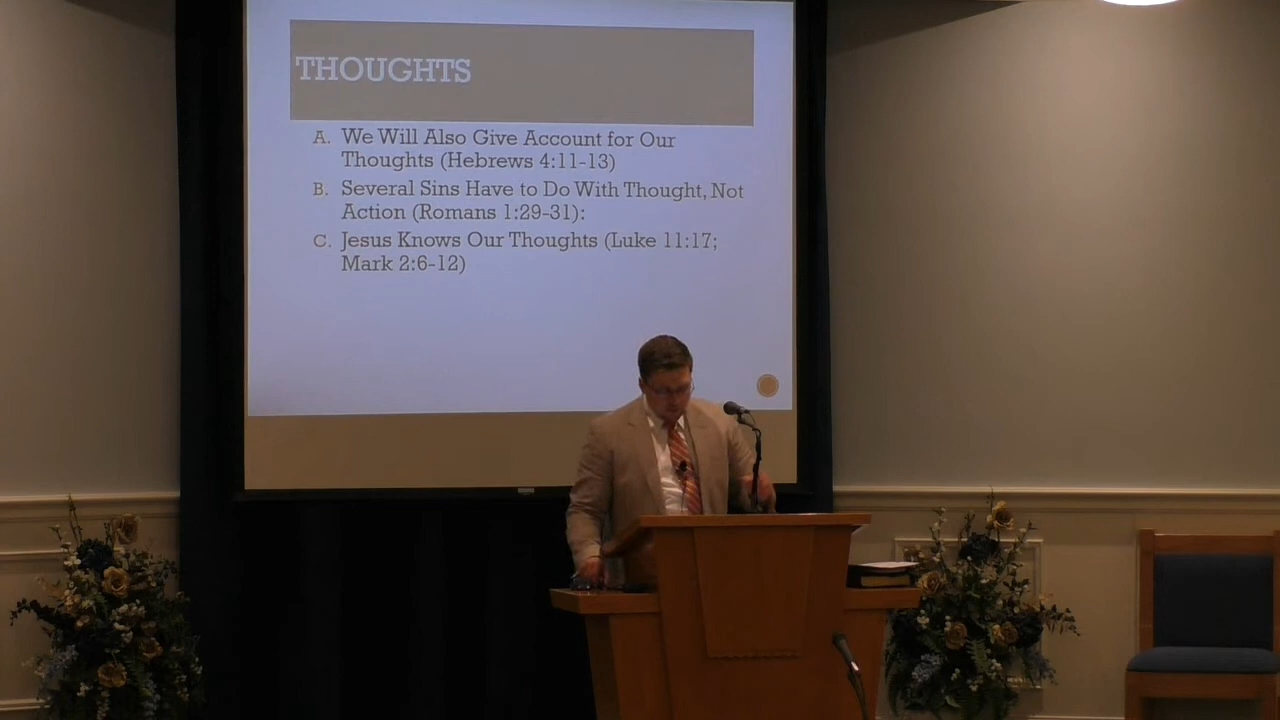 THOUGHTS
A. We Will Also Give Account for Our
Thoughts (Hebrews 4:11-13)
B. Several Sins Have to Do With Thought, Not
Action (Romans 1:29-31):
C. Jesus Knows Our Thoughts (Luke 11:17;
Mark 2:6-12)